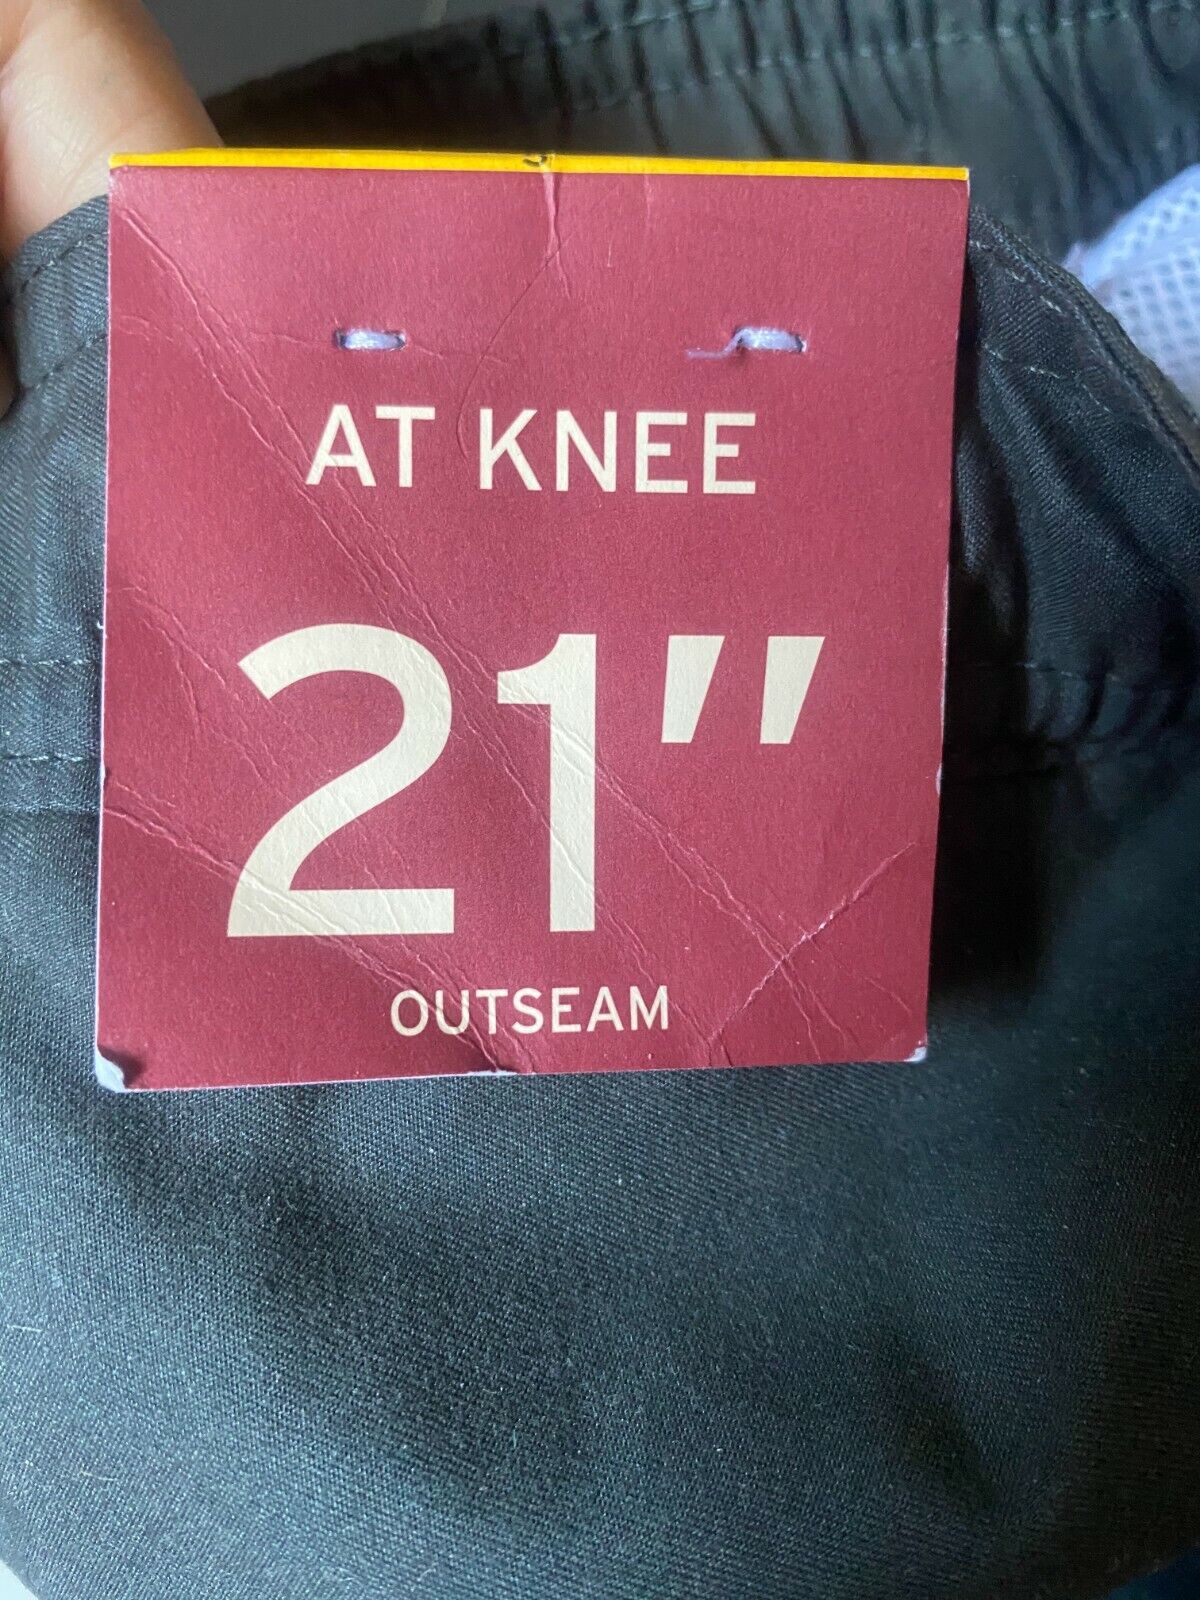 AT KNEE
21"
OUTSEAM